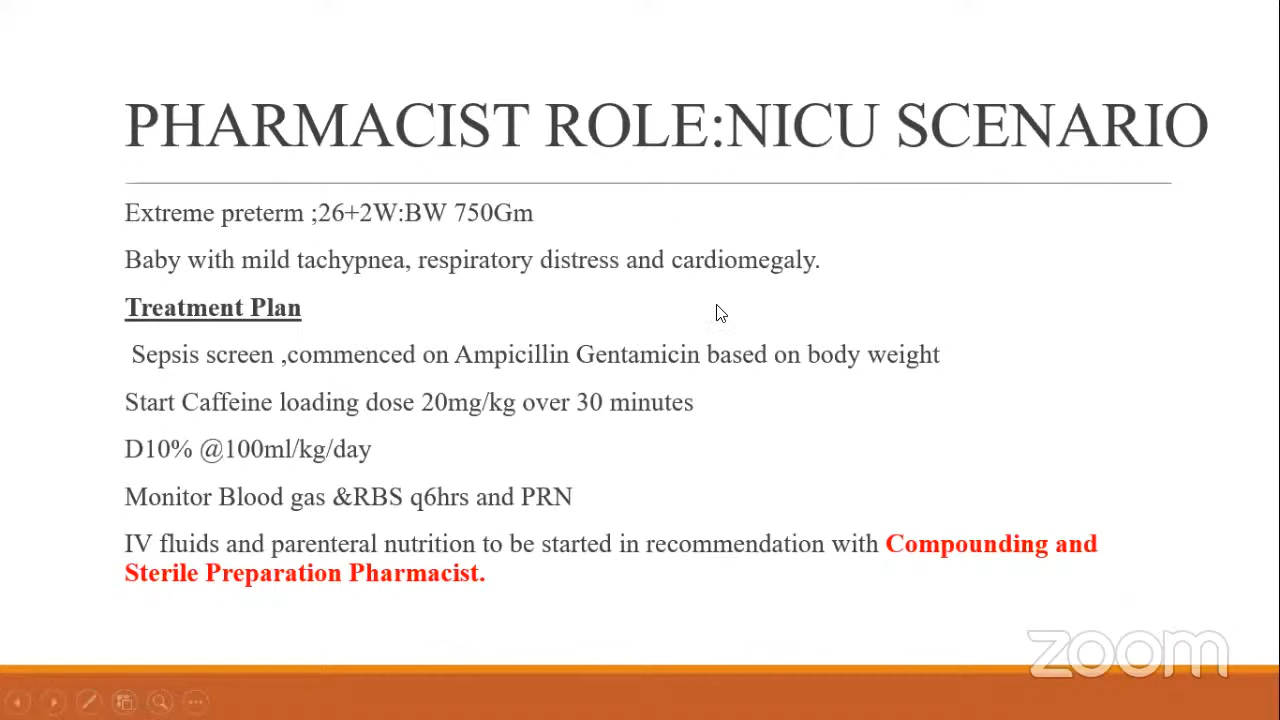 PHARMACIST ROLE:NICU SCENARIO
Extreme preterm ;26+2W:BW 750Gm
Baby with mild tachypnea, respiratory distress and cardiomegaly.
Treatment Plan
Sepsis screen ,commenced on Ampicillin Gentamicin based on body weight
Start Caffeine loading dose 20mg/kg over 30 minutes
D10% @100ml/kg/day
Monitor Blood gas &RBS q6hrs and PRN
IV fluids and parenteral nutrition to be started in recommendation with Compounding and
Sterile Preparation Pharmacist.
zoom